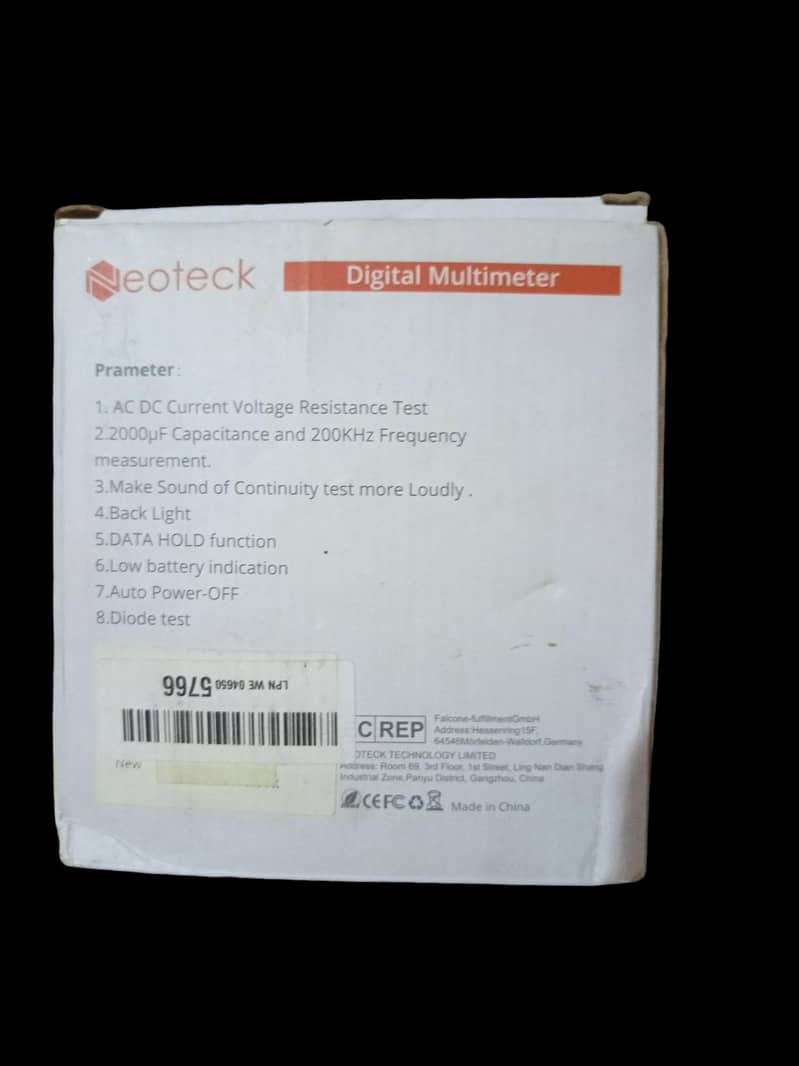 Neoteck
Digital Multimeter
Prameter:
1. AC DC Current Voltage Resistance Test
2.2000μF Capacitance and 200KHz Frequency
measurement.
3.Make Sound of Continuity test more Loudly .
4.Back Light
5.DATA HOLD function
6.Low battery indication
7.Auto Power-OFF
8.Diode test
LPN WE 04650 5766
New
C REP
Falcone-fulfillmentGmbH
Address:Hessenring15F,
64546Mörfelden-Walldorf,Germany
OTECK TECHNOLOGY LIMITED
Address: Room 69, 3rd Floor, 1st Street, Ling Nan Dian Shang
Industrial Zone,Panyu District, Gangzhou, China
CE FC Made in China